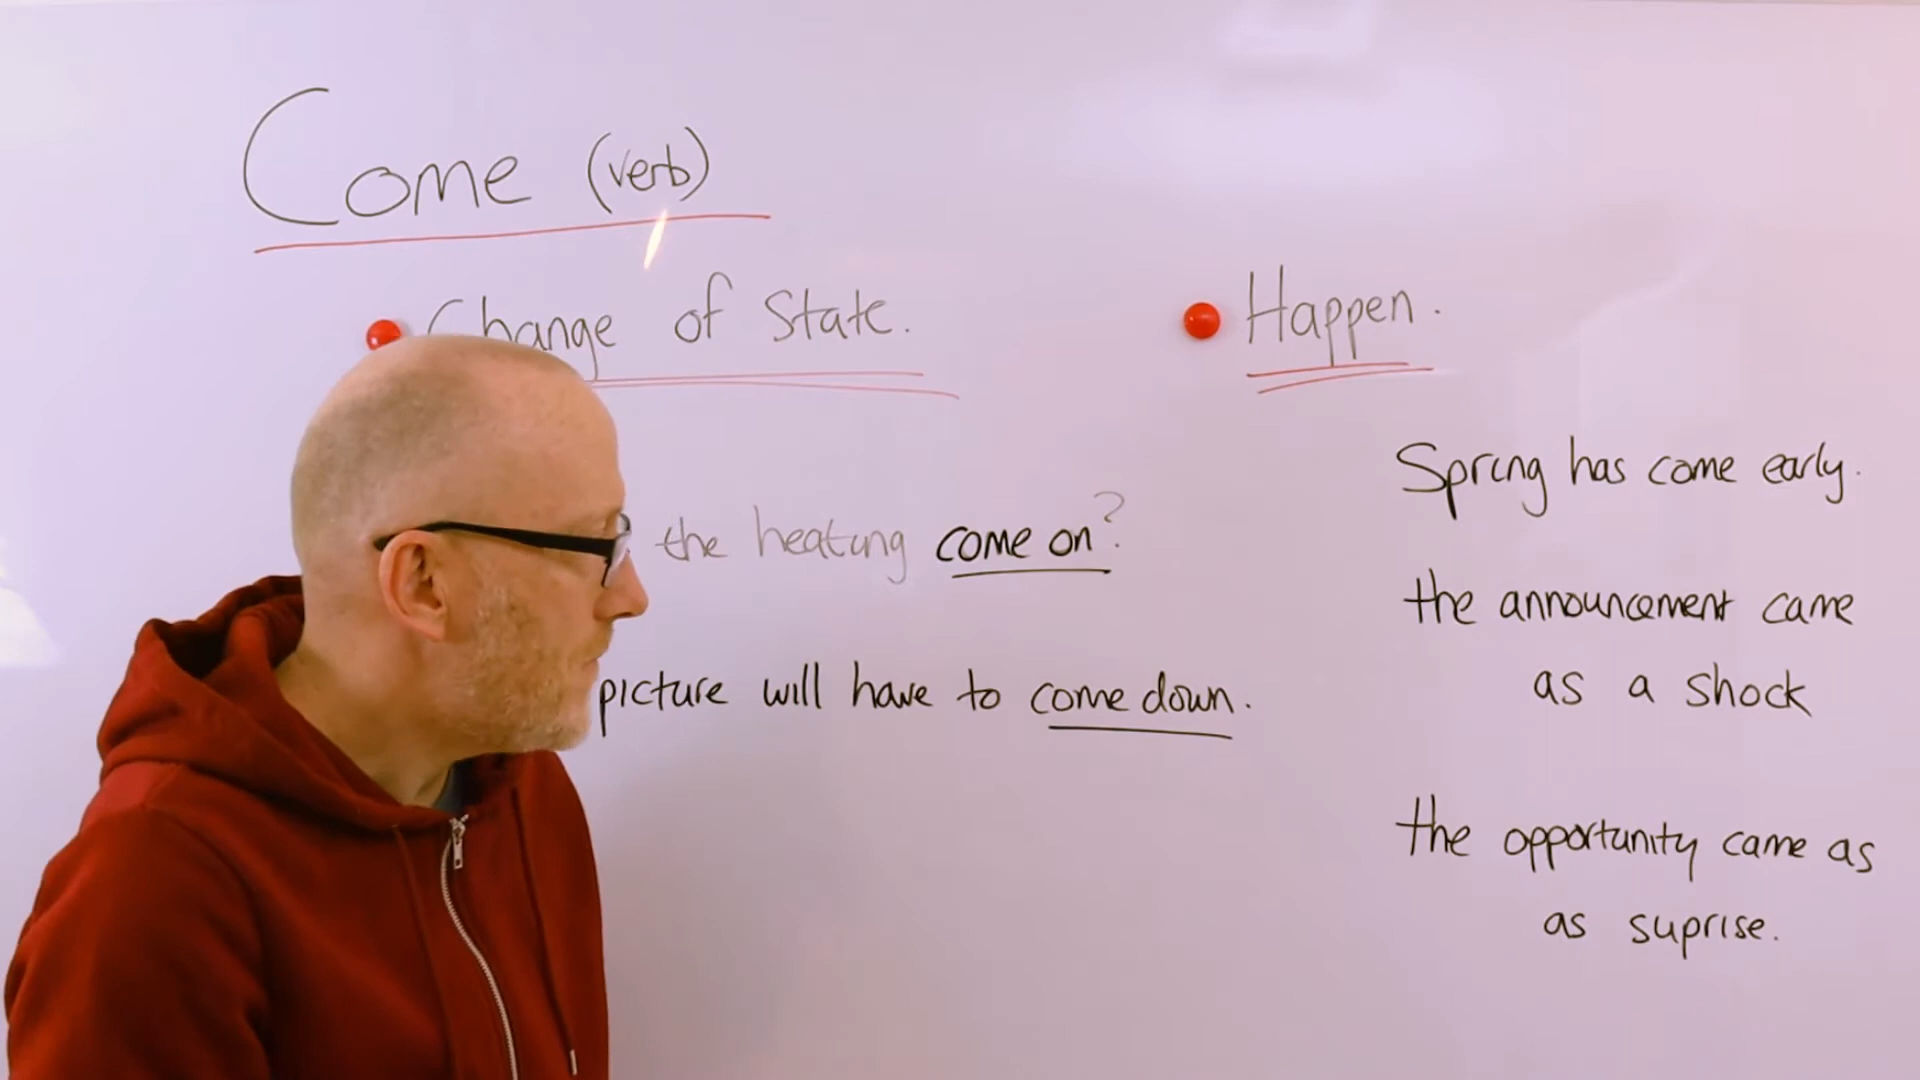 Come (verb)
Change of State.
the heating come on?
picture will have to come down.
Happen.
Spring has come early.
the announcement came
as a shock
the opportunity came as
as suprise.